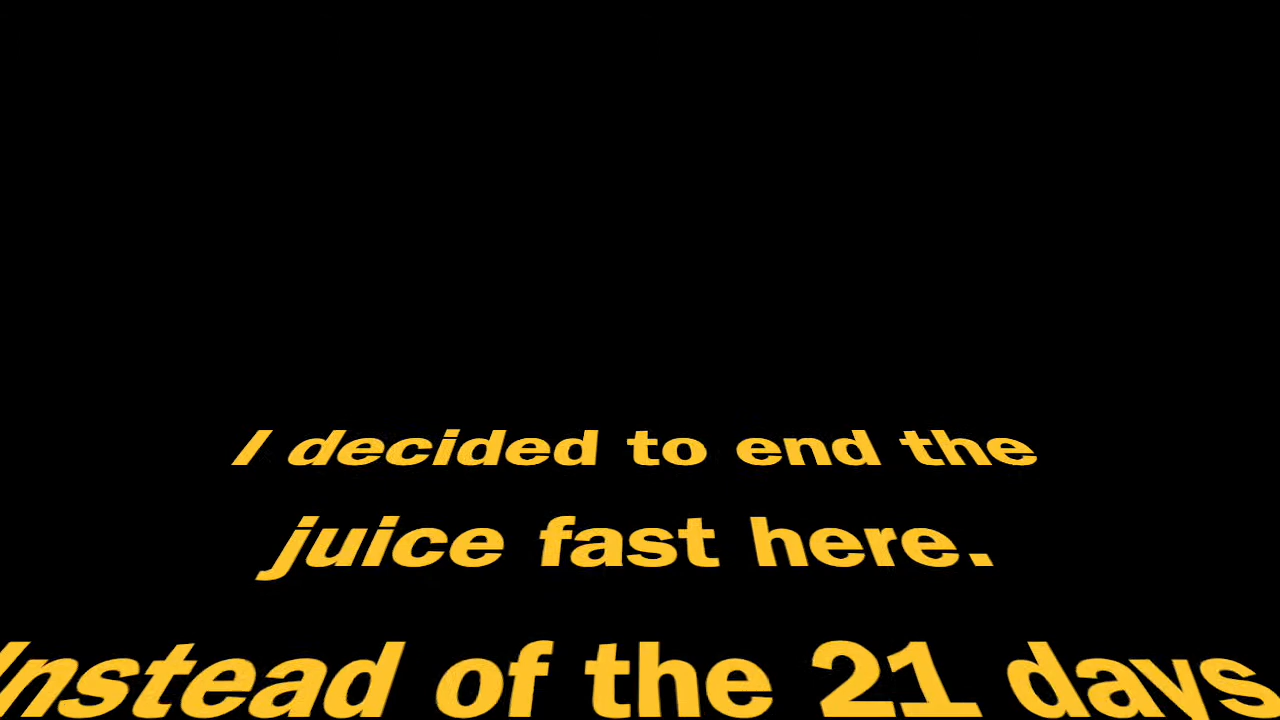 I decided to end the
juice fast here.
Instead of the 21 days